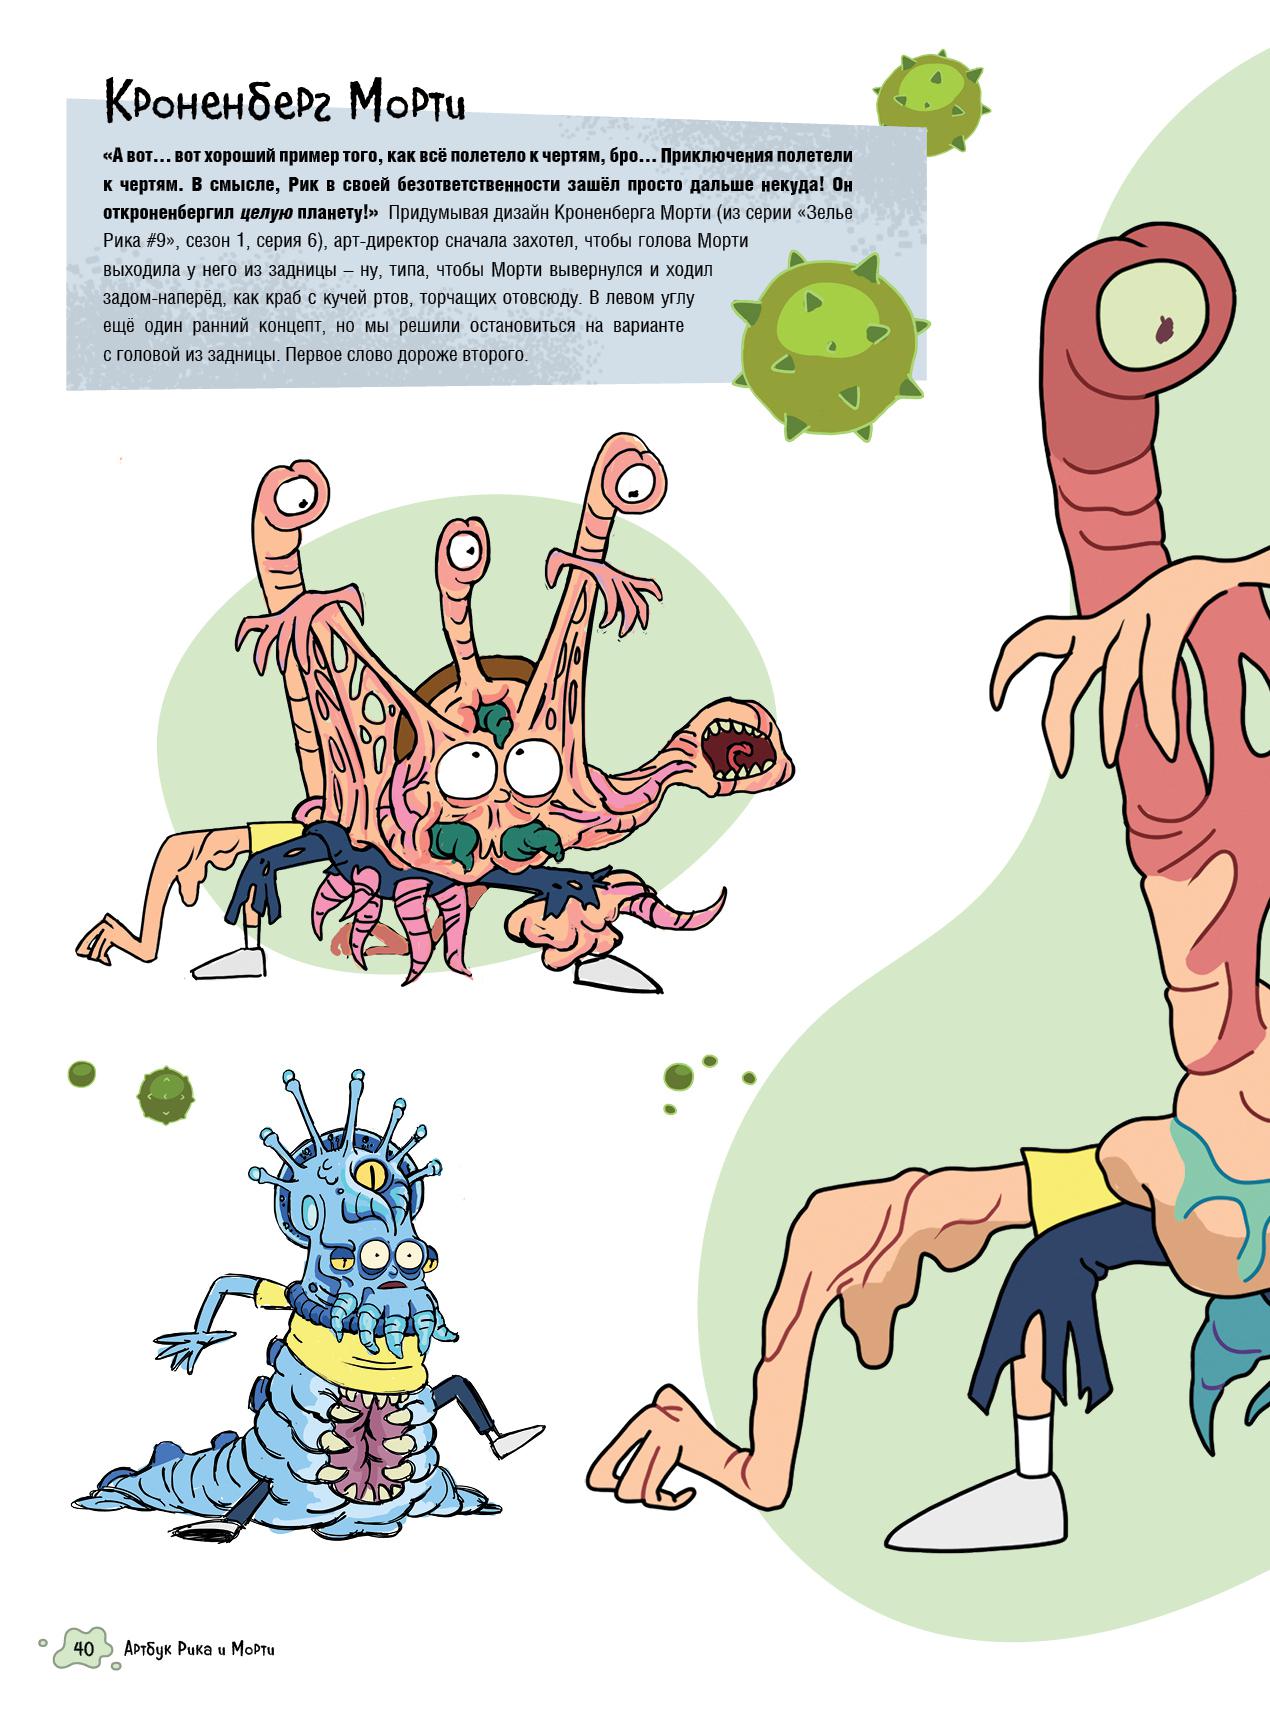 Кроненберг Морти
«А вот... вот хороший пример того, как всё полетело к чертям, бро... Приключения полетели
к чертям. В смысле, Рик в своей безответственности зашёл просто дальше некуда! Он
откроненбергил целую планету!» Придумывая дизайн Кроненберга Морти (из серии «Зелье
Рика #9», сезон 1, серия 6), арт-директор сначала захотел, чтобы голова Морти
выходила у него из задницы – ну, типа, чтобы Морти вывернулся и ходил
задом-наперёд, как краб с кучей ртов, торчащих отовсюду. В левом углу
ещё один ранний концепт, но мы решили остановиться на варианте
с головой из задницы. Первое слово дороже второго.
40 Артбук Рика и Морти